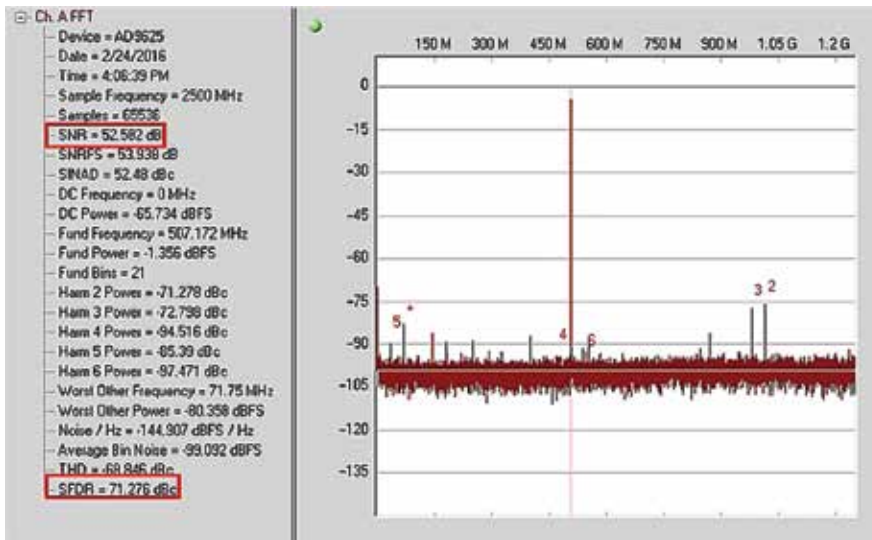 Ch. A FFT
Device = AD9625
Date = 2/24/2016
Time = 4:06:39 PM
Sample Frequency = 2500 MHz
Samples = 65536
SNR = 52.582 dB
SNRFS = 53.938 dB
SINAD = 52.48 dBc
DC Frequency = 0 MHz
DC Power = -65.734 dBFS
Fund Frequency = 507.172 MHz
Fund Power = -1.356 dBFS
Fund Bins = 21
Harm 2 Power = -71.278 dBc
Harm 3 Power = -72.798 dBc
Harm 4 Power = -94.516 dBc
Harm 5 Power = -85.39 dBc
Harm 6 Power = -97.471 dBc
Worst Other Frequency = 71.75 MHz
Worst Other Power = -80.358 dBFS
Noise / Hz = -144.907 dBFS / Hz
Average Bin Noise = -99.092 dBFS
THD = -68.846 dBc
SFDR = 71.276 dBc
150 M 300 M 450 M 600 M 750 M 900 M 1.05 G 1.2 G
0
-15
-30
-45
-60
-75
-90
-105
-120
-135
5 *
4
6
3 2